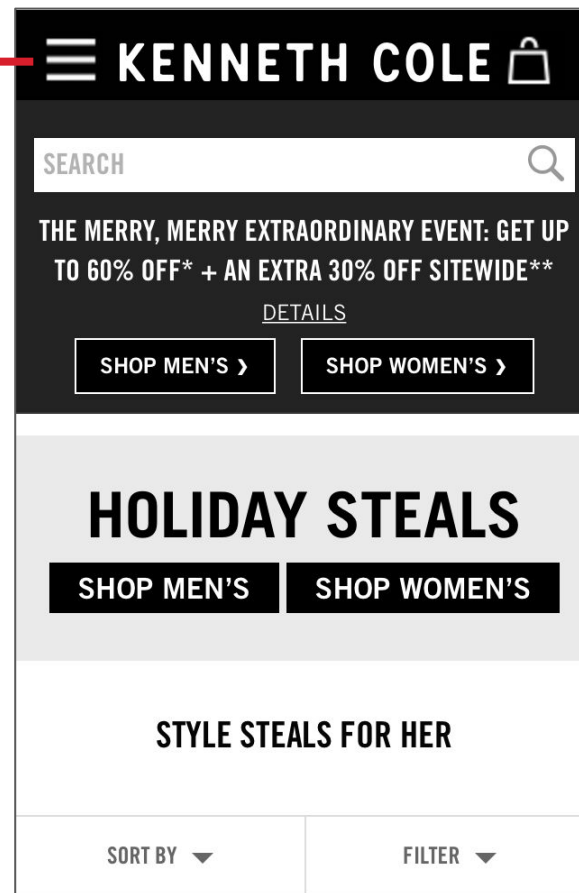 KENNETH COLE
SEARCH
THE MERRY, MERRY EXTRAORDINARY EVENT: GET UP
TO 60% OFF* + AN EXTRA 30% OFF SITEWIDE**
DETAILS
SHOP MEN'S ❯ SHOP WOMEN'S ❯
HOLIDAY STEALS
SHOP MEN'S SHOP WOMEN'S
STYLE STEALS FOR HER
SORT BY FILTER